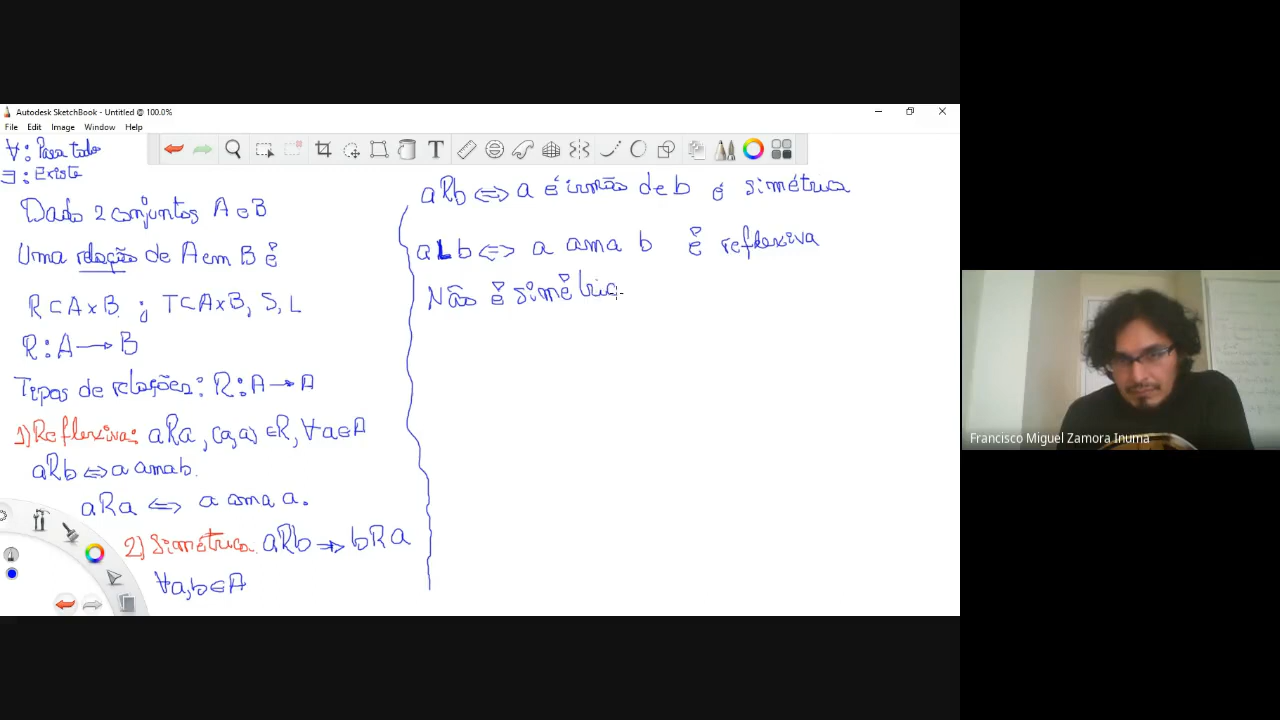 Autodesk SketchBook - Untitled @ 100.0%
File Edit Image Window Help
∀: Para todo
∃: Existe
Dado 2 conjuntos A e B
Uma relação de A em B é
R ⊂ A x B ; T ⊂ A x B, S, L
R: A → B
Tipos de relações: R: A → A
1) Reflexiva: aRa, (a,a) ∈ R, ∀a∈A
aRb ⇔ a ama b.
aRa ⇔ a ama a.
2) Simétrica. aRb ⇒ bRa
∀a,b∈A
aRb ⇔ a é irmão de b é simétrica
aLb ⇔ a ama b é reflexiva
Não é simétrica
Francisco Miguel Zamora Inuma